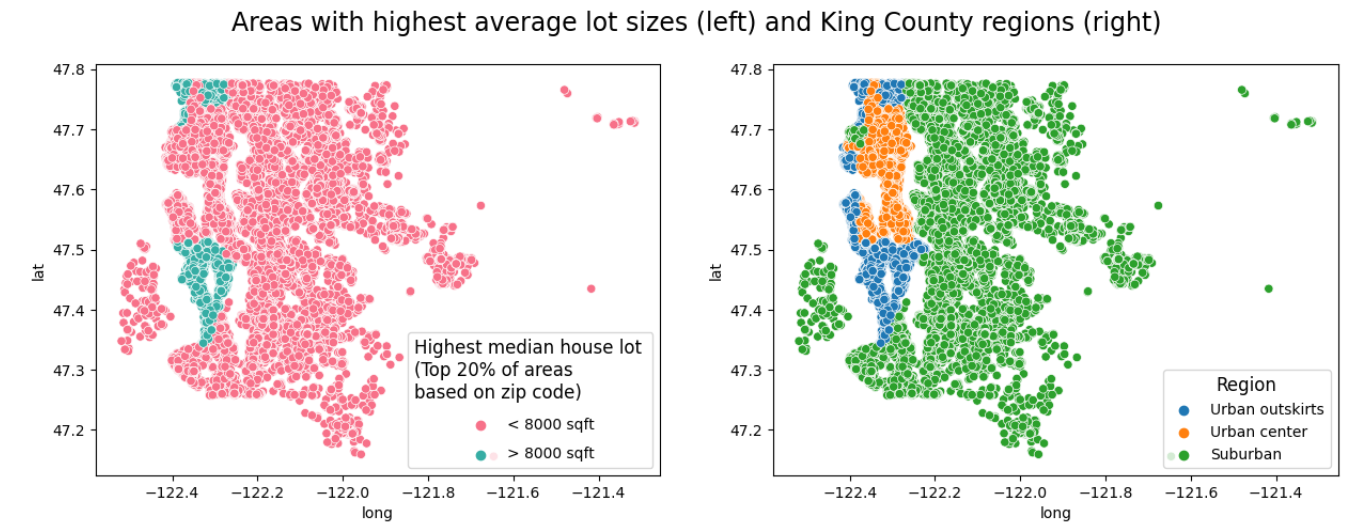 Areas with highest average lot sizes (left) and King County regions (right)
47.8
47.7
47.6
47.5
47.4
47.3
47.2
lat
−122.4
−122.2
−122.0
−121.8
−121.6
−121.4
long
Highest median house lot
(Top 20% of areas
based on zip code)
< 8000 sqft
> 8000 sqft
47.8
47.7
47.6
47.5
47.4
47.3
47.2
lat
−122.4
−122.2
−122.0
−121.8
−121.6
−121.4
long
Region
Urban outskirts
Urban center
Suburban